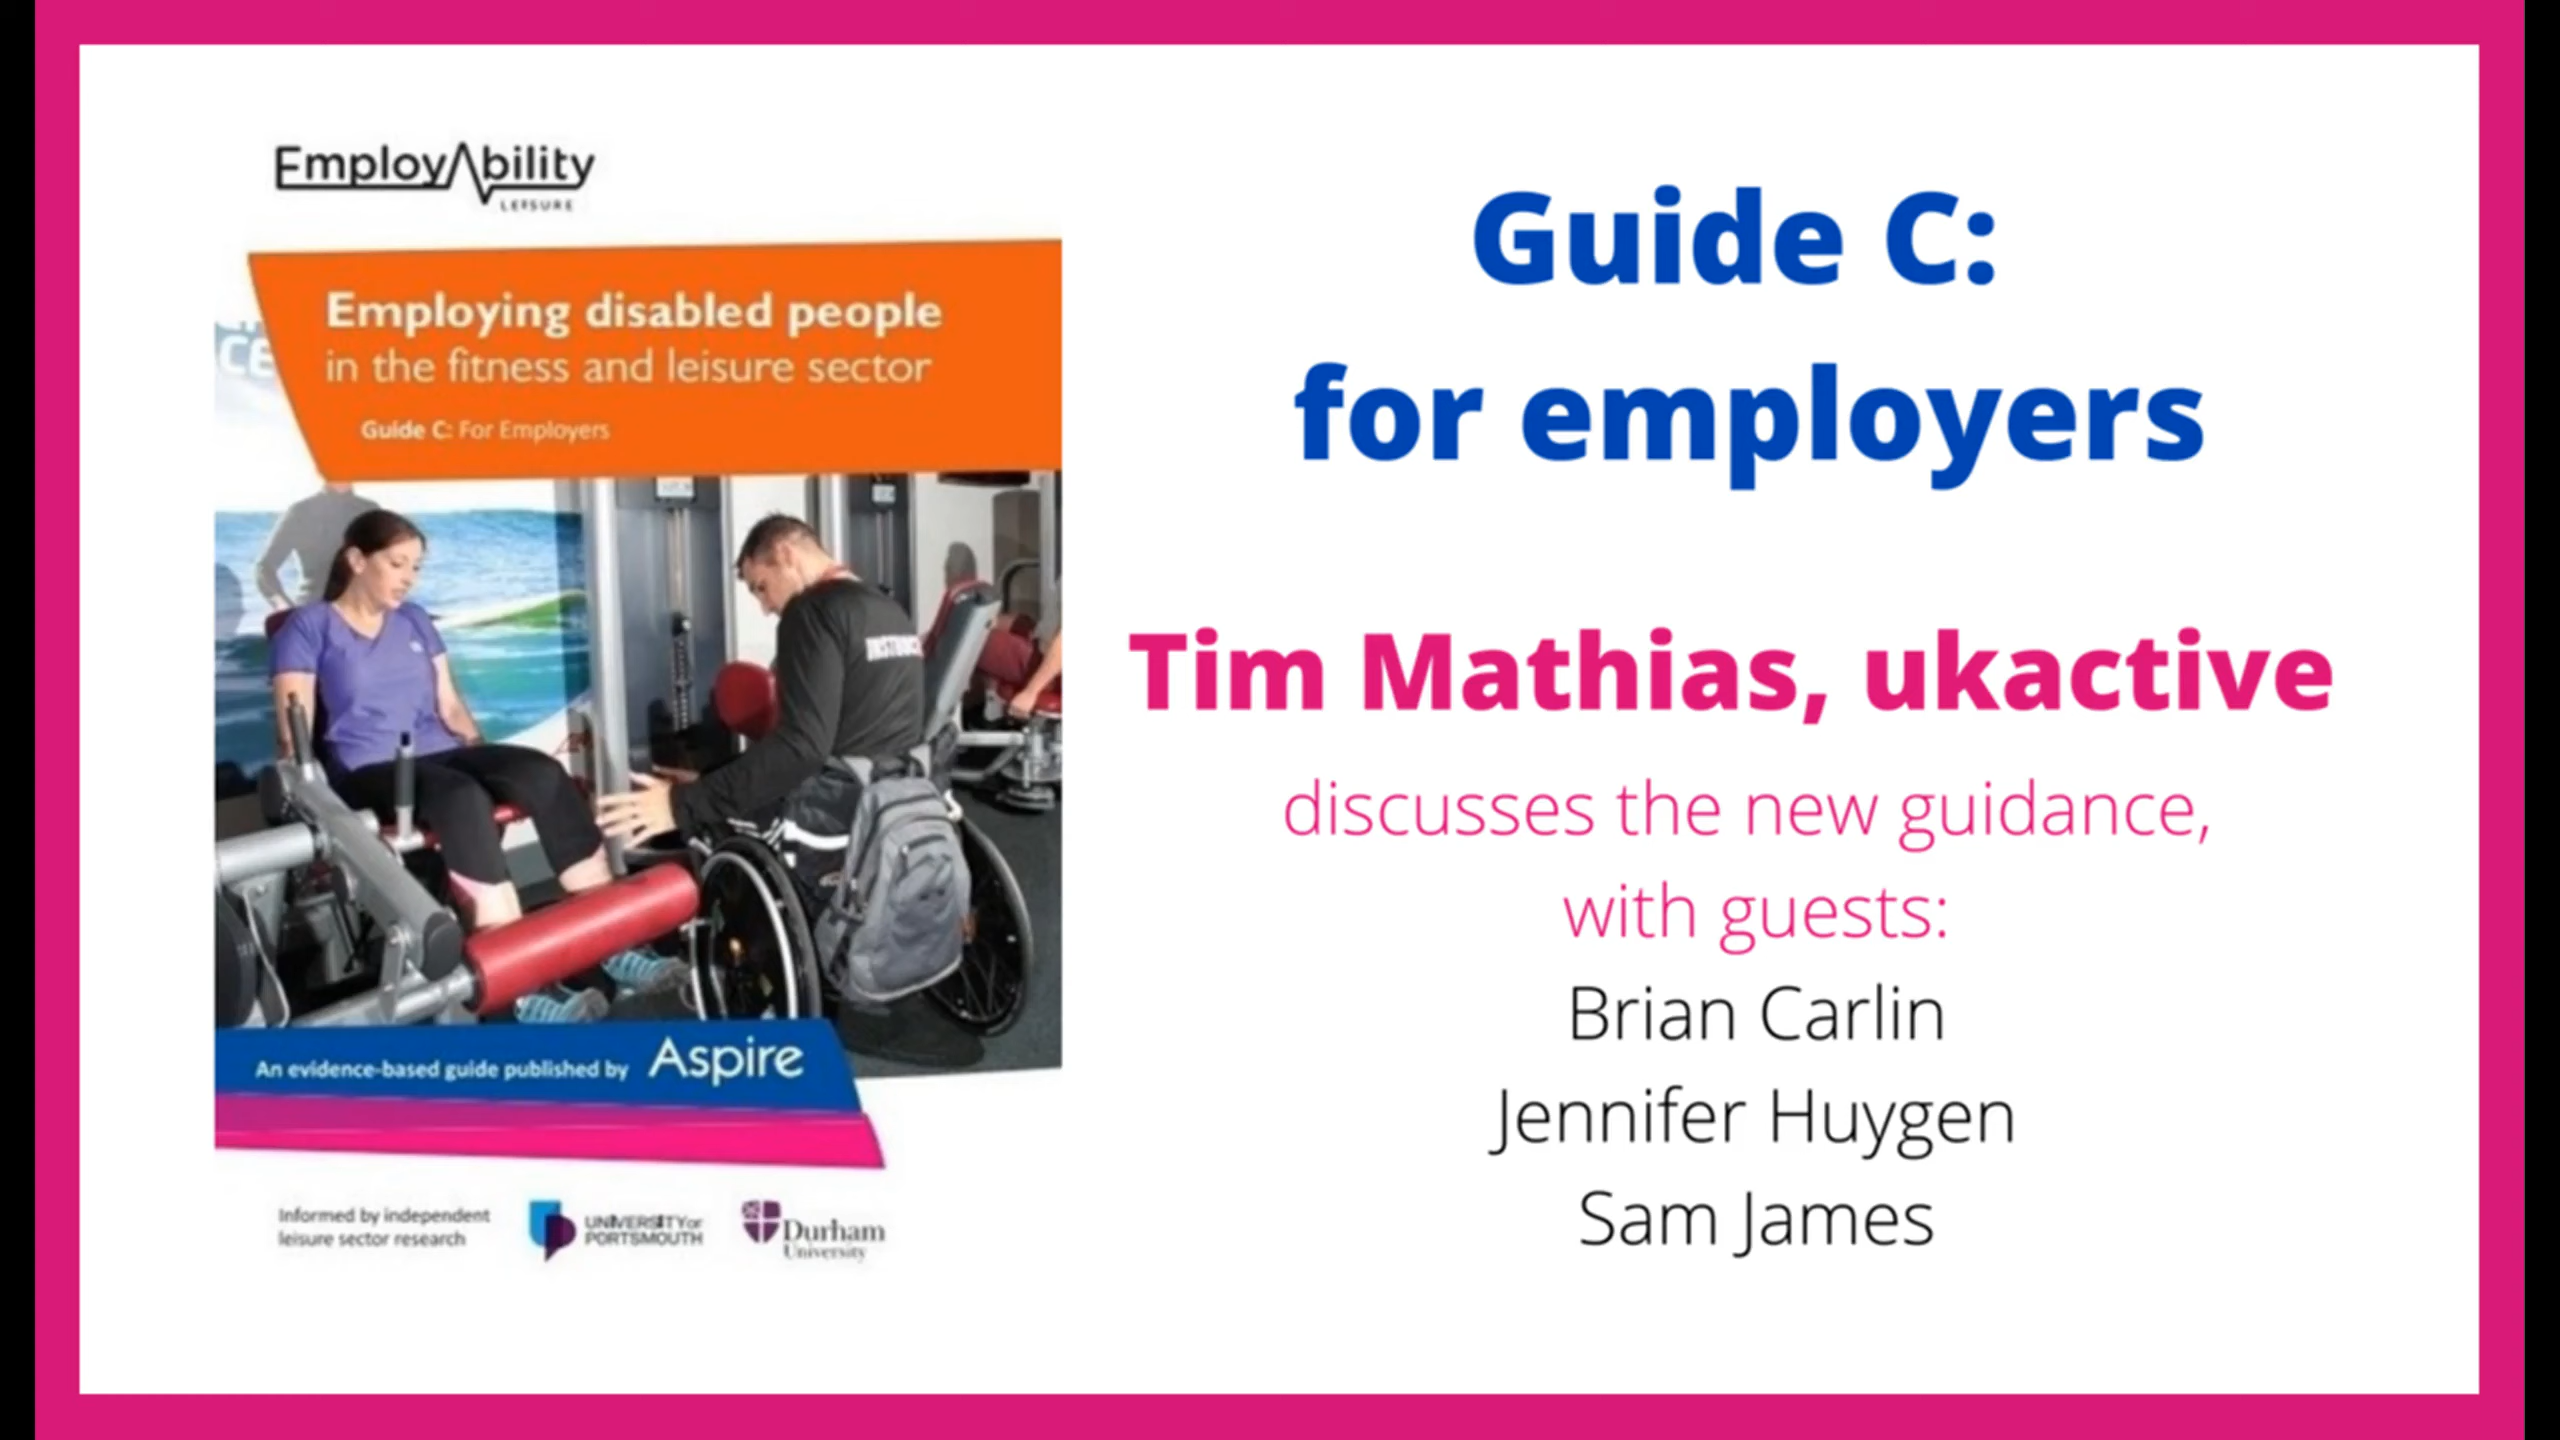 EmployAbility
LEISURE
Employing disabled people
in the fitness and leisure sector
Guide C: For Employers
CE
INSTRUC
An evidence-based guide published by Aspire
Informed by independent
leisure sector research
UNIVERSITY OF
PORTSMOUTH
Durham
University
Guide C:
for employers
Tim Mathias, ukactive
discusses the new guidance,
with guests:
Brian Carlin
Jennifer Huygen
Sam James